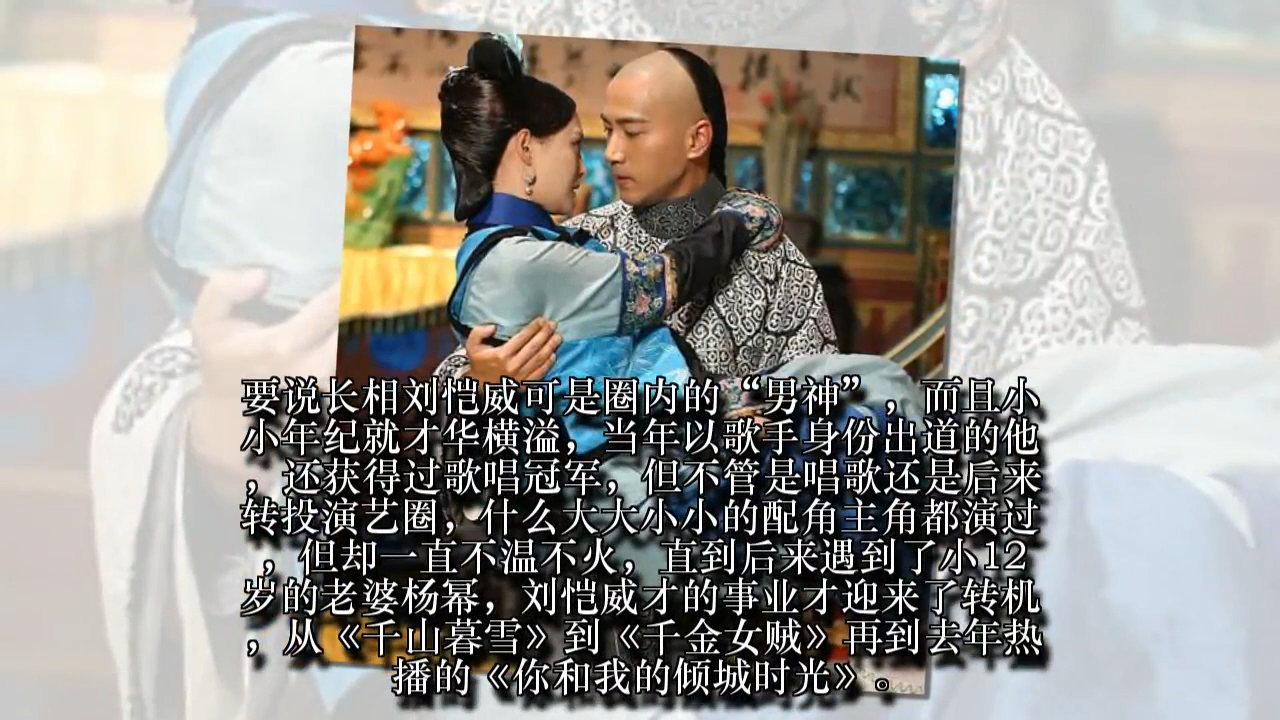 要说长相刘恺威可是圈内的“男神”，而且小
小年纪就才华横溢，当年以歌手身份出道的他
，还获得过歌唱冠军，但不管是唱歌还是后来
转投演艺圈，什么大大小小的配角主角都演过
，但却一直不温不火，直到后来遇到了小12
岁的老婆杨幂，刘恺威才的事业才迎来了转机
，从《千山暮雪》到《千金女贼》再到去年热
播的《你和我的倾城时光》。